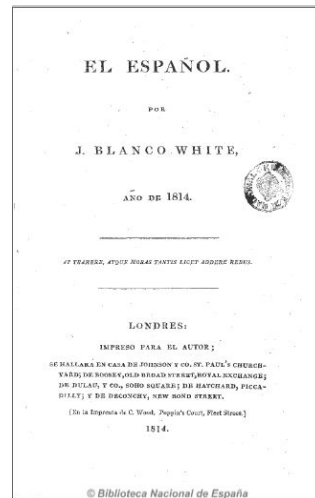 EL ESPAÑOL.
POR
J. BLANCO WHITE,
AÑO DE 1814.
AT TRAHERE, ATQUE MORAS TANTIS LICET ADDERE REBUS.
LONDRES:
IMPRESO PARA EL AUTOR;
SE HALLARA EN CASA DE JOHNSON Y CO. ST. PAUL'S CHURCH-
YARD; DE BOOSEY, OLD BROAD STREET, ROYAL EXCHANGE;
DE DULAU, Y CO., SOHO SQUARE; DE HATCHARD, PICCA-
DILLY; Y DE DECONCHY, NEW BOND STREET.
[En la Imprenta de C. Wood, Poppin's Court, Fleet Street.]
1814.
© Biblioteca Nacional de España